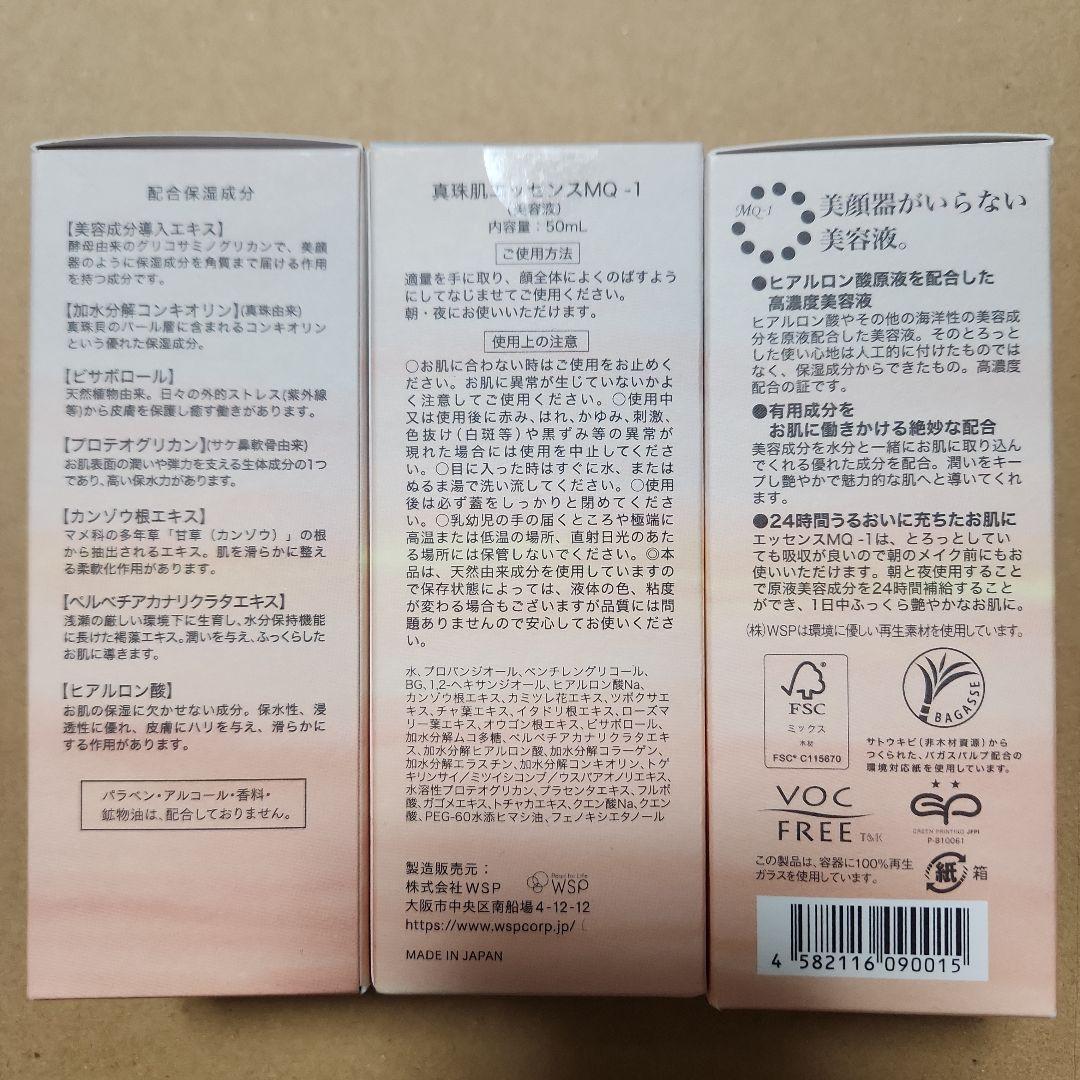 配合保湿成分
【美容成分導入エキス】
酵母由来のグリコサミノグリカンで、美顔
器のように保湿成分を角質まで届ける作用
を持つ成分です。
【加水分解コンキオリン】(真珠由来)
真珠貝のパール層に含まれるコンキオリン
という優れた保湿成分。
【ビサボロール】
天然植物由来。日々の外的ストレス(紫外線
等)から皮膚を保護し癒す働きがあります。
【プロテオグリカン】(サケ鼻軟骨由来)
お肌表面の潤いや弾力を支える生体成分の1つ
であり、高い保水力があります。
【カンゾウ根エキス】
マメ科の多年草「甘草（カンゾウ）」の根
から抽出されるエキス。肌を滑らかに整え
る柔軟化作用があります。
【ペルベチアカナリクラタエキス】
浅瀬の厳しい環境下に生育し、水分保持機能
に長けた褐藻エキス。潤いを与え、ふっくらした
お肌に導きます。
【ヒアルロン酸】
お肌の保湿に欠かせない成分。保水性、浸
透性に優れ、皮膚にハリを与え、滑らかに
する作用があります。
パラベン・アルコール・香料・
鉱物油は、配合しておりません。
真珠肌エッセンスMQ -1
(美容液)
内容量：50mL
ご使用方法
適量を手に取り、顔全体によくのばすよう
にしてなじませてご使用ください。
朝・夜にお使いいただけます。
使用上の注意
○お肌に合わない時はご使用をお止めく
ださい。お肌に異常が生じていないかよ
く注意してご使用ください。○使用中
又は使用後に赤み、はれ、かゆみ、刺激、
色抜け(白斑等)や黒ずみ等の異常が
現れた場合には使用を中止してくださ
い。○目に入った時はすぐに水、または
ぬるま湯で洗い流してください。○使用
後は必ず蓋をしっかりと閉めてくださ
い。○乳幼児の手の届くところや極端に
高温または低温の場所、直射日光のあた
る場所には保管しないでください。◎本
品は、天然由来成分を使用しています
ので保存状態によっては、液体の色、粘度
が変わる場合もございますが品質には問
題ありませんので安心してお使いくださ
い。
水、プロパンジオール、ペンチレングリコール、
BG、1,2-ヘキサンジオール、ヒアルロン酸Na、
カンゾウ根エキス、カミツレ花エキス、ツボクサエ
キス、チャ葉エキス、イタドリ根エキス、ローズマ
リー葉エキス、オウゴン根エキス、ビサボロール、
加水分解ムコ多糖、ペルベチアカナリクラタエキ
ス、加水分解ヒアルロン酸、加水分解コラーゲン、
加水分解エラスチン、加水分解コンキオリン、トゲ
キリンサイ／ミツイシコンブ／ウスバアオノリエキス、
水溶性プロテオグリカン、プラセンタエキス、フルボ
酸、ガゴメエキス、トチャカエキス、クエン酸Na、クエン
酸、PEG-60水添ヒマシ油、フェノキシエタノール
製造販売元：
株式会社WSP
Pearl for Life
WSP
大阪市中央区南船場4-12-12
https://www.wspcorp.jp/
MADE IN JAPAN
MQ-1
美顔器がいらない
美容液。
●ヒアルロン酸原液を配合した
高濃度美容液
ヒアルロン酸やその他の海洋性の美容成
分を原液配合した美容液。そのとろっと
した使い心地は人工的に付けたものでは
なく、保湿成分からできたもの。高濃度
配合の証です。
●有用成分を
お肌に働きかける絶妙な配合
美容成分を水分と一緒にお肌に取り込ん
でくれる優れた成分を配合。潤いをキー
プし艶やかで魅力的な肌へと導いてくれ
ます。
●24時間うるおいに充ちたお肌に
エッセンスMQ -1は、とろっとしてい
ても吸収が良いので朝のメイク前にもお
使いいただけます。朝と夜使用すること
で原液美容成分を24時間補給すること
ができ、1日中ふっくら艶やかなお肌に。
(株)WSPは環境に優しい再生素材を使用しています。
FSC
ミックス
木材
FSC® C115670
BAGASSE
サトウキビ(非木材資源)から
つくられた、バガスパルプ配合の
環境対応紙を使用しています。
VOC
FREE T&K
GREEN PRINTING JFPI
P-B10061
この製品は、容器に100%再生
ガラスを使用しています。
紙 箱
4 582116 090015